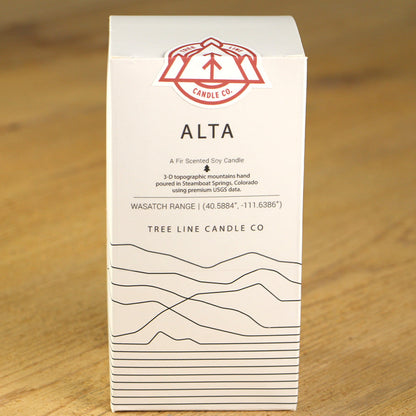 TREE LINE
CANDLE CO.
ALTA
A Fir Scented Soy Candle
3-D topographic mountains hand
poured in Steamboat Springs, Colorado
using premium USGS data.
WASATCH RANGE | (40.5884°, -111.6386°)
TREE LINE CANDLE CO